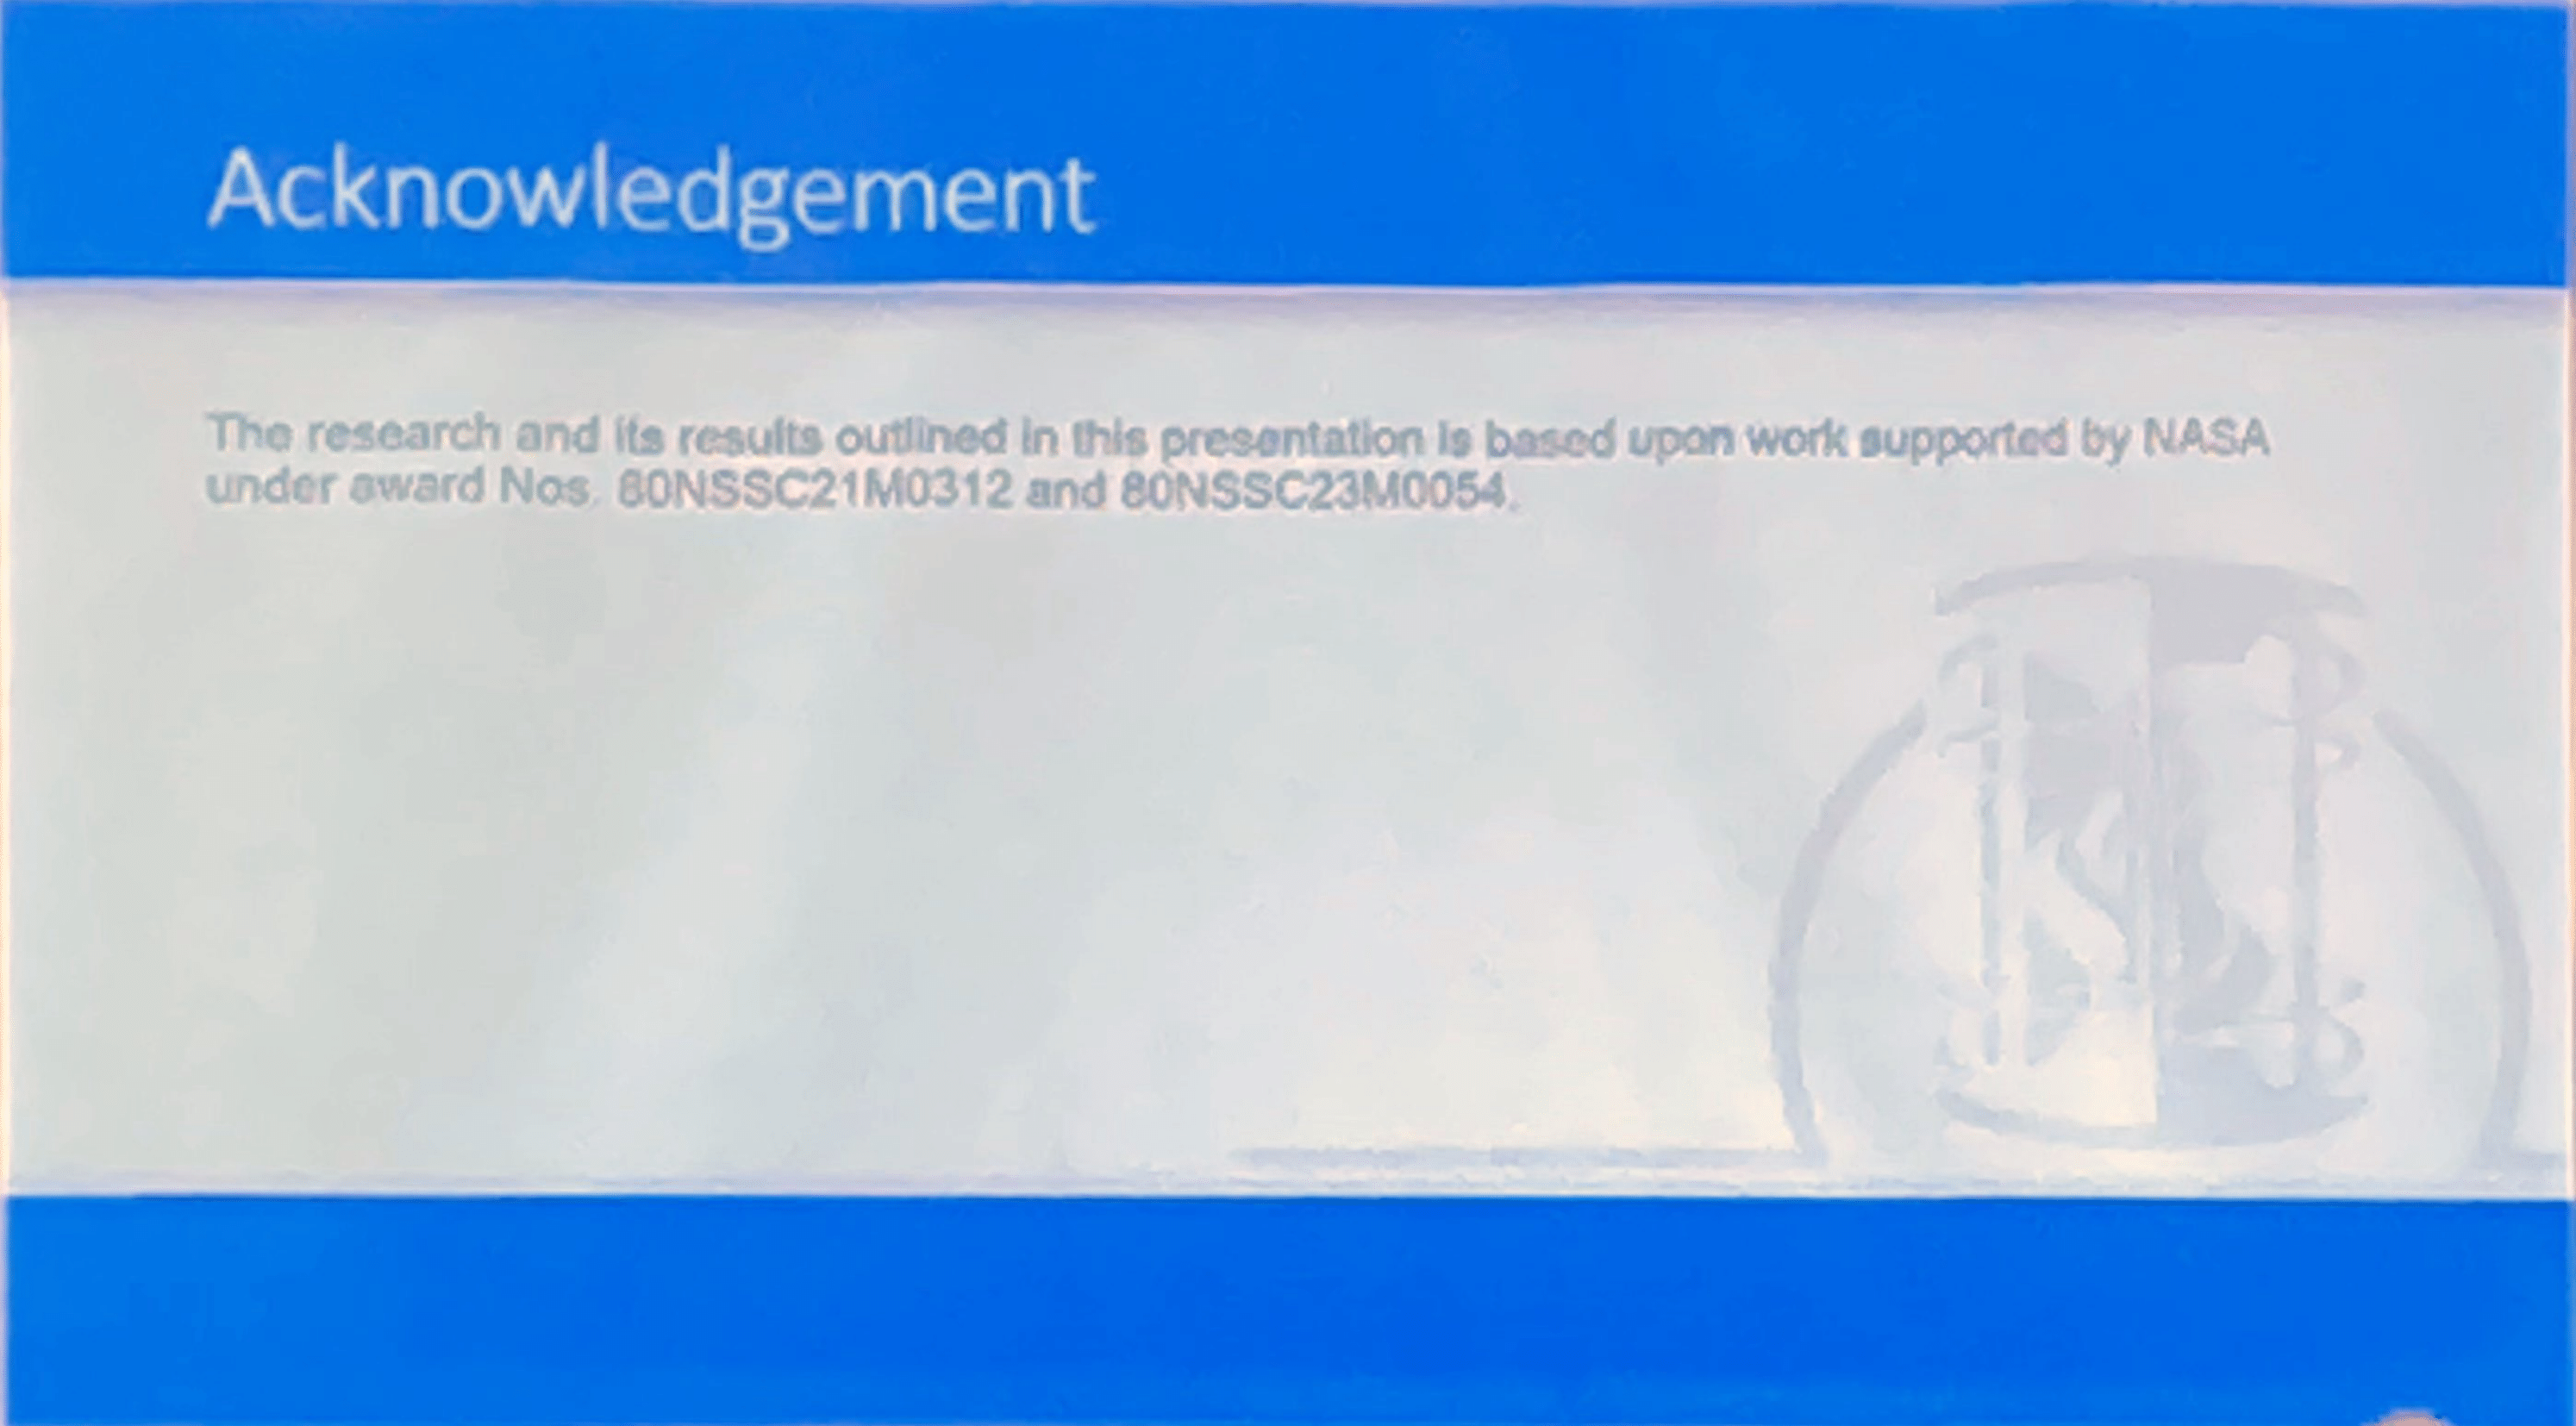 Acknowledgement
The research and its results outlined in this presentation is based upon work supported by NASA
under award Nos. 80NSSC21M0312 and 80NSSC23M0054.